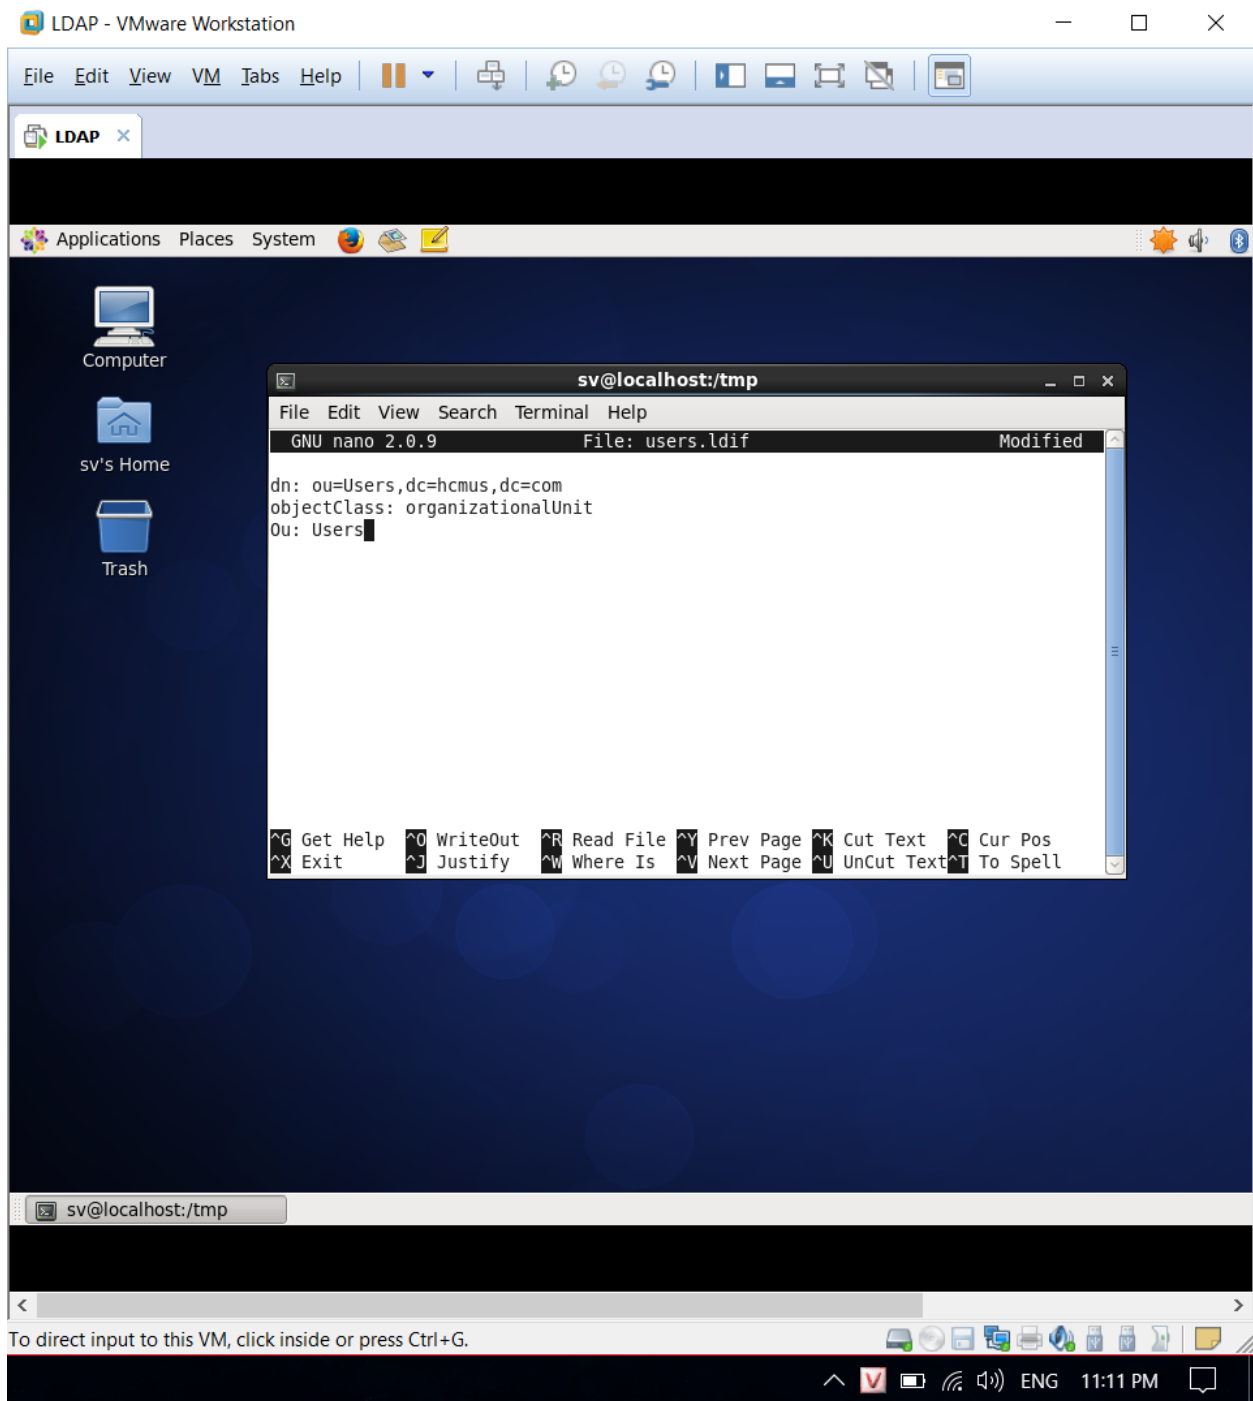 LDAP - VMware Workstation
File Edit View VM Tabs Help
LDAP
Applications Places System
Computer
sv's Home
Trash
sv@localhost:/tmp
File Edit View Search Terminal Help
GNU nano 2.0.9 File: users.ldif Modified
dn: ou=Users,dc=hcmus,dc=com
objectClass: organizationalUnit
Ou: Users
^G Get Help ^O WriteOut ^R Read File ^Y Prev Page ^K Cut Text ^C Cur Pos
^X Exit ^J Justify ^W Where Is ^V Next Page ^U UnCut Text ^T To Spell
sv@localhost:/tmp
To direct input to this VM, click inside or press Ctrl+G.
V ENG 11:11 PM